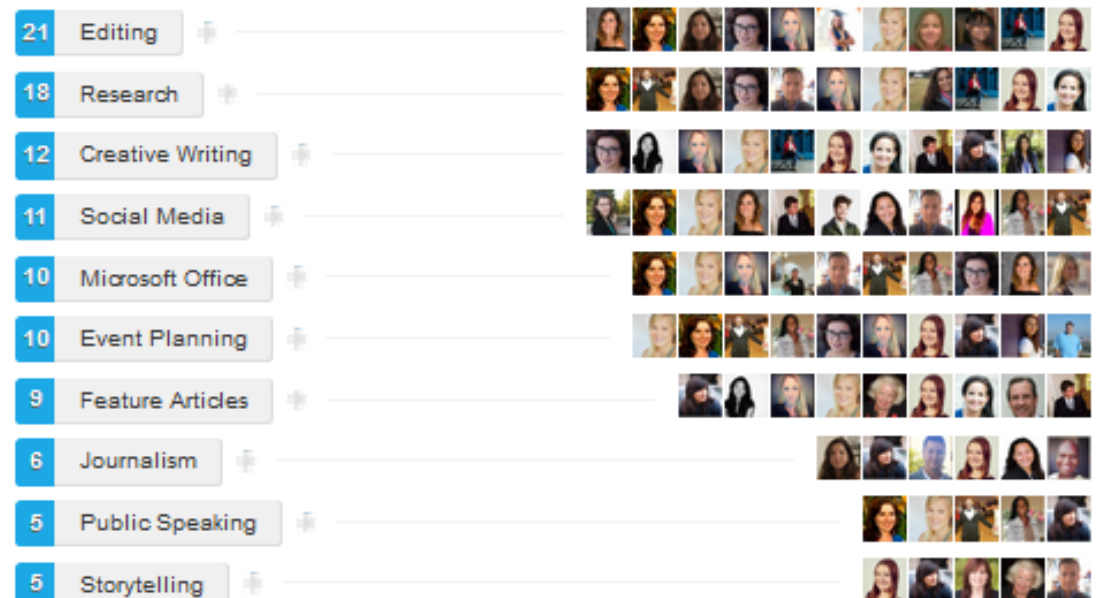 21 Editing
18 Research
12 Creative Writing
11 Social Media
10 Microsoft Office
10 Event Planning
9 Feature Articles
6 Journalism
5 Public Speaking
5 Storytelling